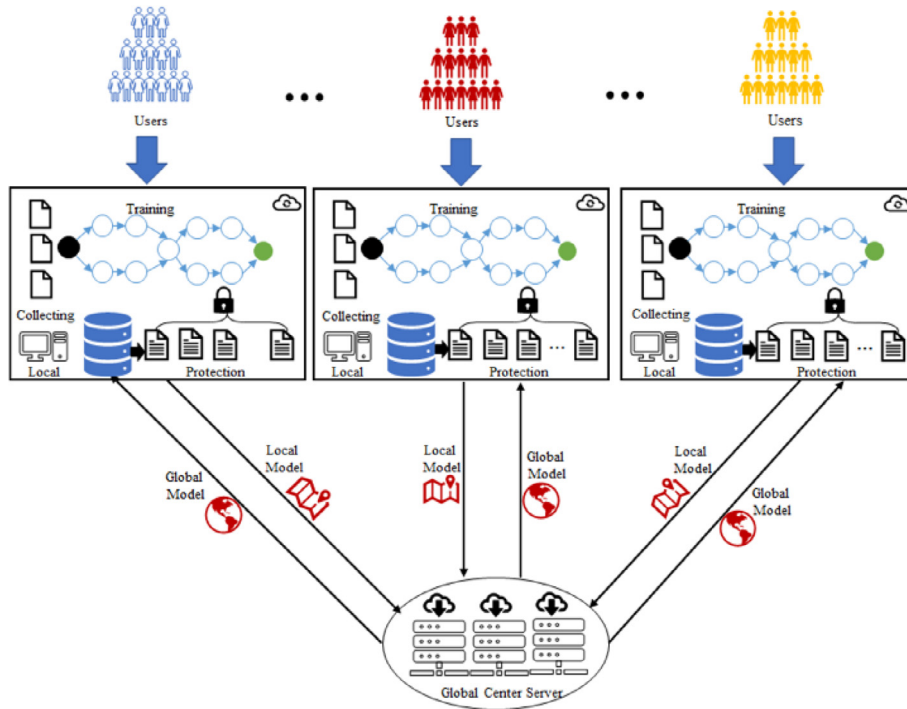 Users
Users
Users
Training
Training
Training
Collecting
Collecting
Collecting
Local
Protection
Local
Protection
Local
Protection
Global
Model
Local
Model
Local
Model
Global
Model
Local
Model
Global
Model
Global Center Server